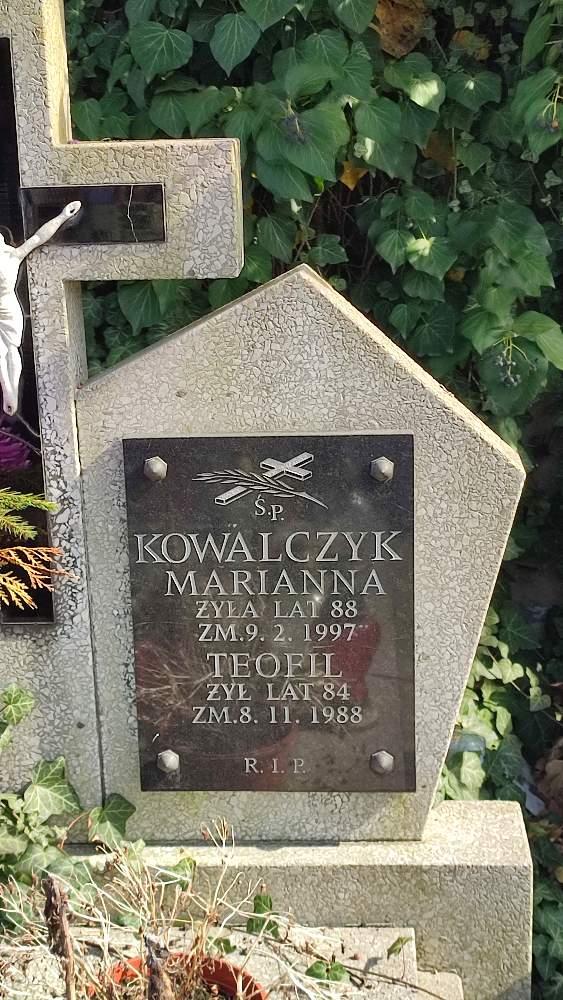 Ś.P.
KOWALCZYK
MARIANNA
ŻYŁA LAT 88
ZM.9. 2. 1997
TEOFIL
ŻYŁ LAT 84
ZM.8. 11. 1988
R. I. P.